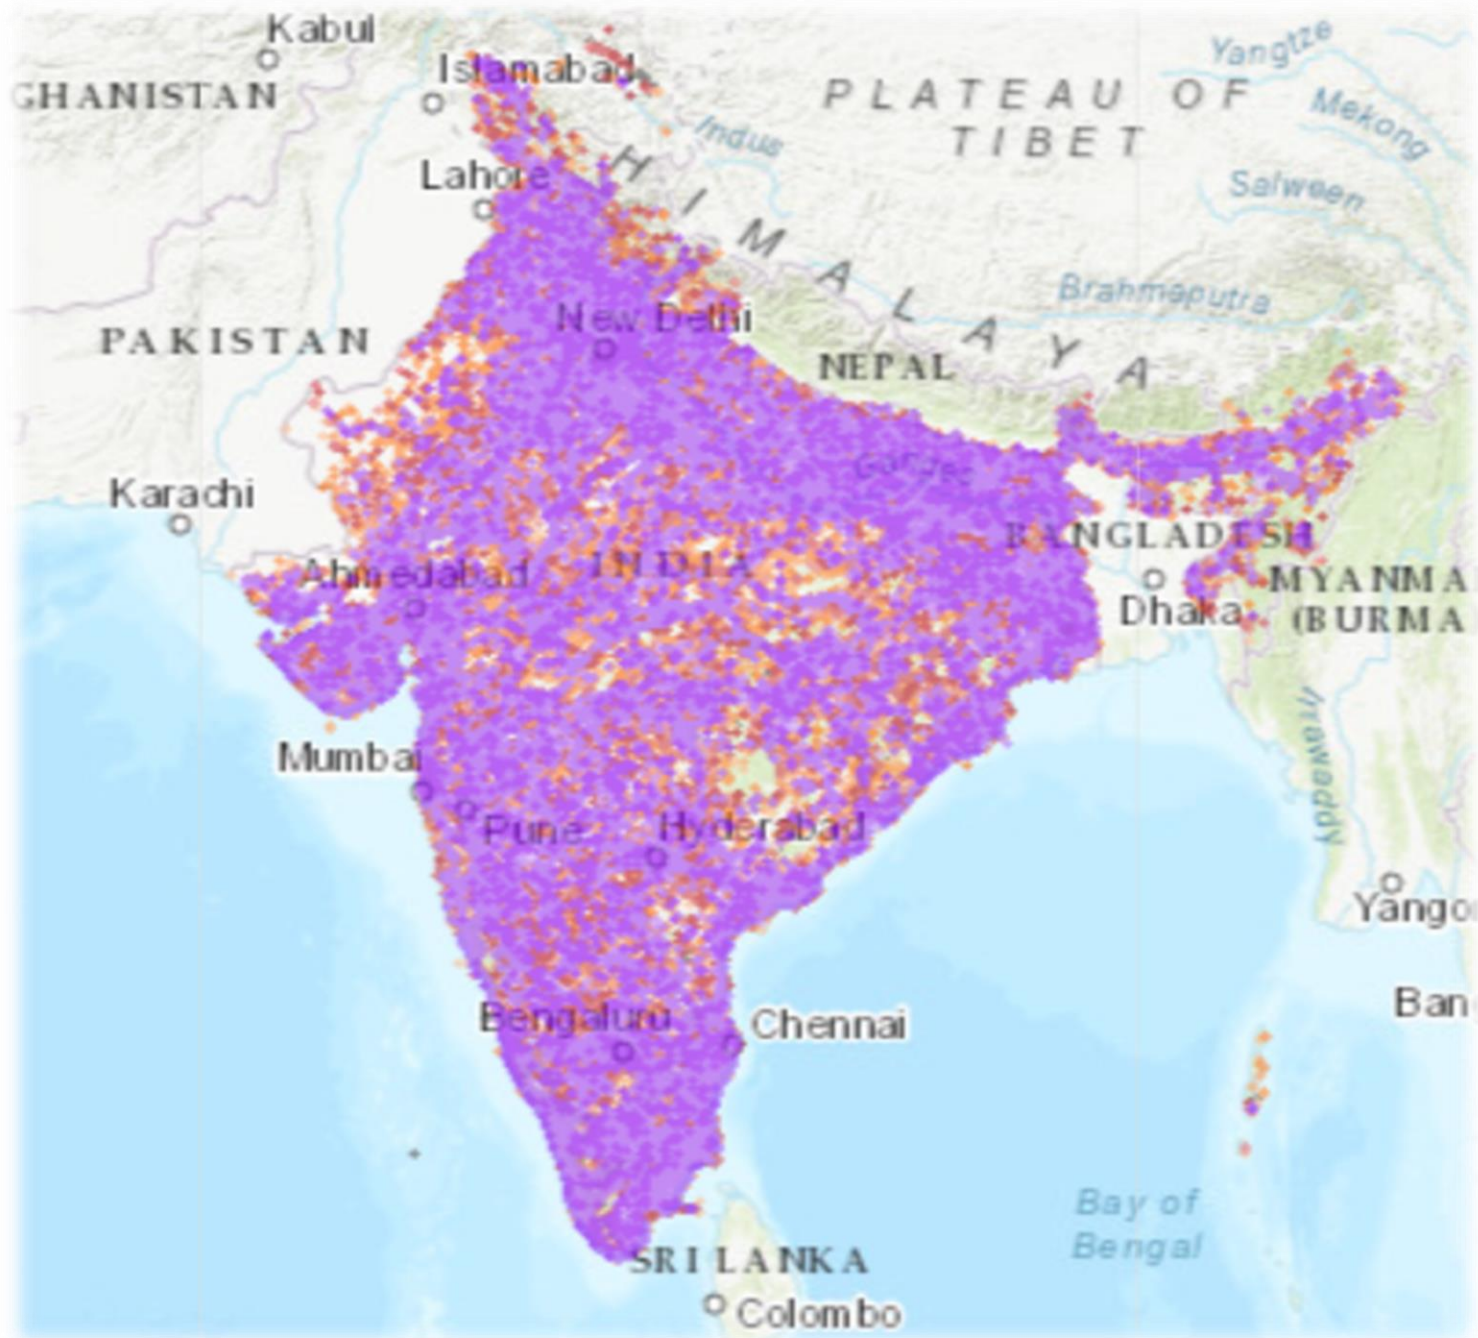 Kabul
Islamabad
GHANISTAN
PLATEAU OF
TIBET
Yangtze
Mekong
Indus
Salween
Lahore
HIMALAYA
Brahmaputra
New Delhi
PAKISTAN
NEPAL
Ganges
Karachi
BANGLADESH
Ahmedabad
INDIA
MYANMA
(BURMA
Dhaka
Irrawaddy
Mumbai
Pune
Hyderabad
Yango
Ban
Bengaluru
Chennai
Bay of
Bengal
SRI LANKA
Colombo